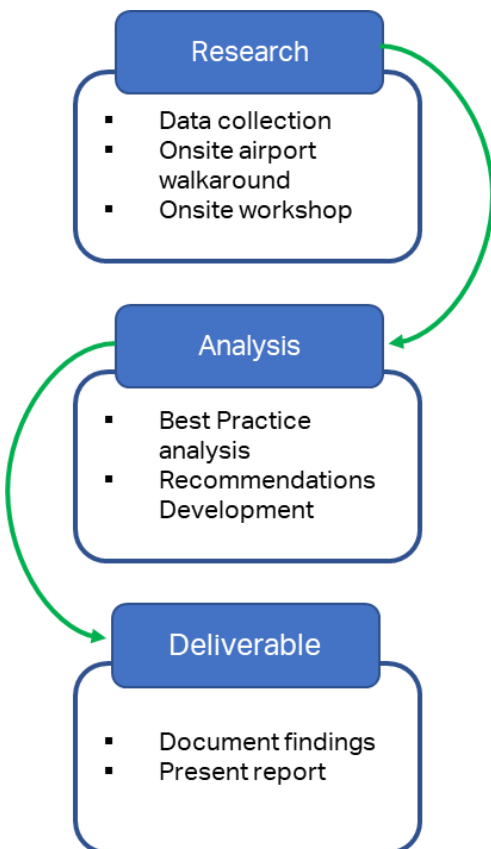 Research
▪ Data collection
▪ Onsite airport
walkaround
▪ Onsite workshop
Analysis
▪ Best Practice
analysis
▪ Recommendations
Development
Deliverable
▪ Document findings
▪ Present report